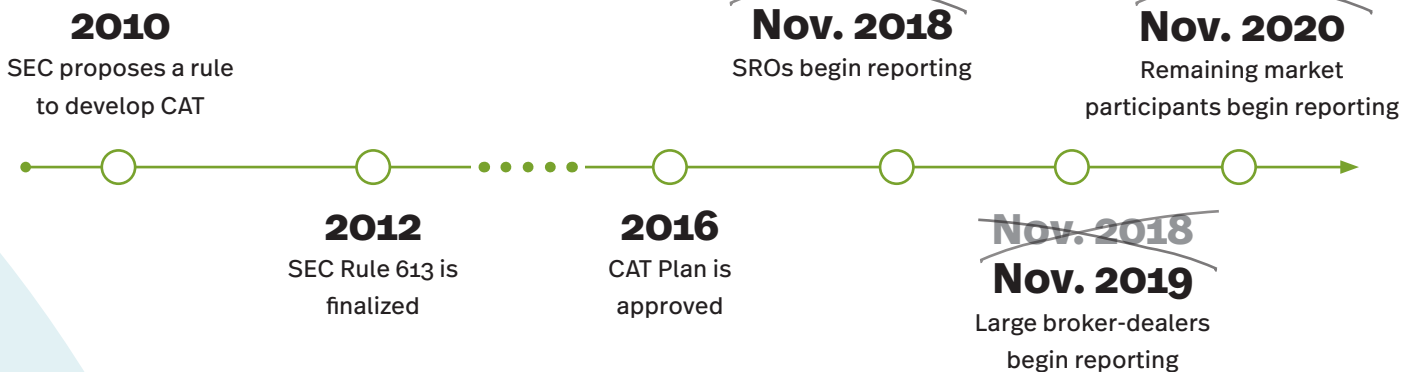 2010
SEC proposes a rule
to develop CAT
Nov. 2018
SROs begin reporting
Nov. 2020
Remaining market
participants begin reporting
2012
SEC Rule 613 is
finalized
2016
CAT Plan is
approved
Nov. 2018
Nov. 2019
Large broker-dealers
begin reporting